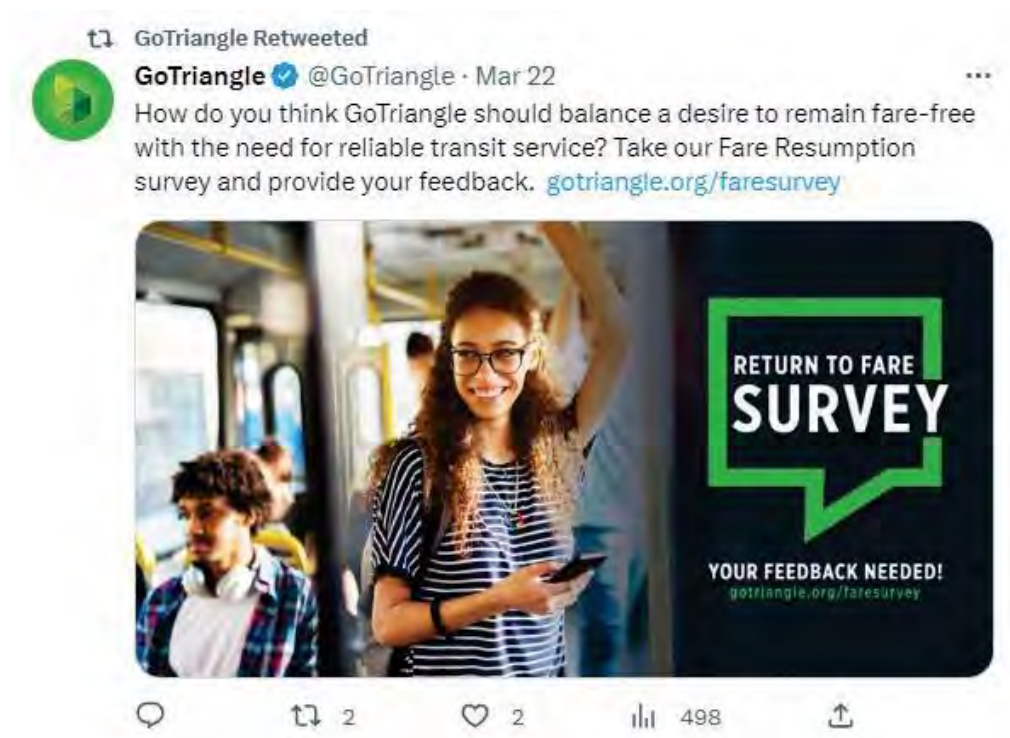 GoTriangle Retweeted
GoTriangle @GoTriangle · Mar 22
How do you think GoTriangle should balance a desire to remain fare-free
with the need for reliable transit service? Take our Fare Resumption
survey and provide your feedback. gotriangle.org/faresurvey
RETURN TO FARE
SURVEY
YOUR FEEDBACK NEEDED!
gotriangle.org/faresurvey
2 2 498